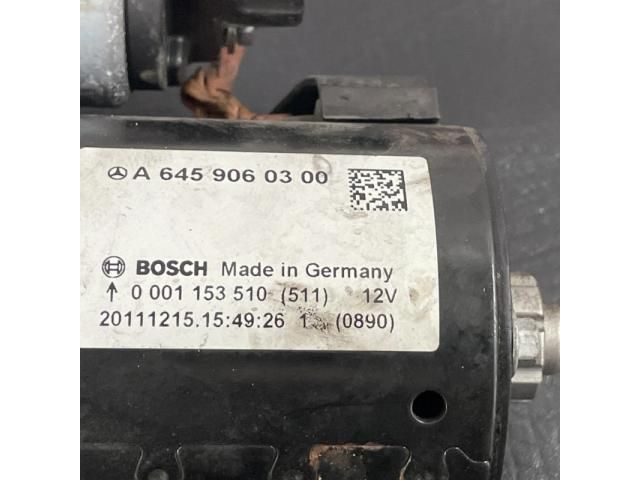 A 645 906 03 00
BOSCH Made in Germany
↑ 0 001 153 510 (511) 12V
20111215.15:49:26 1 (0890)